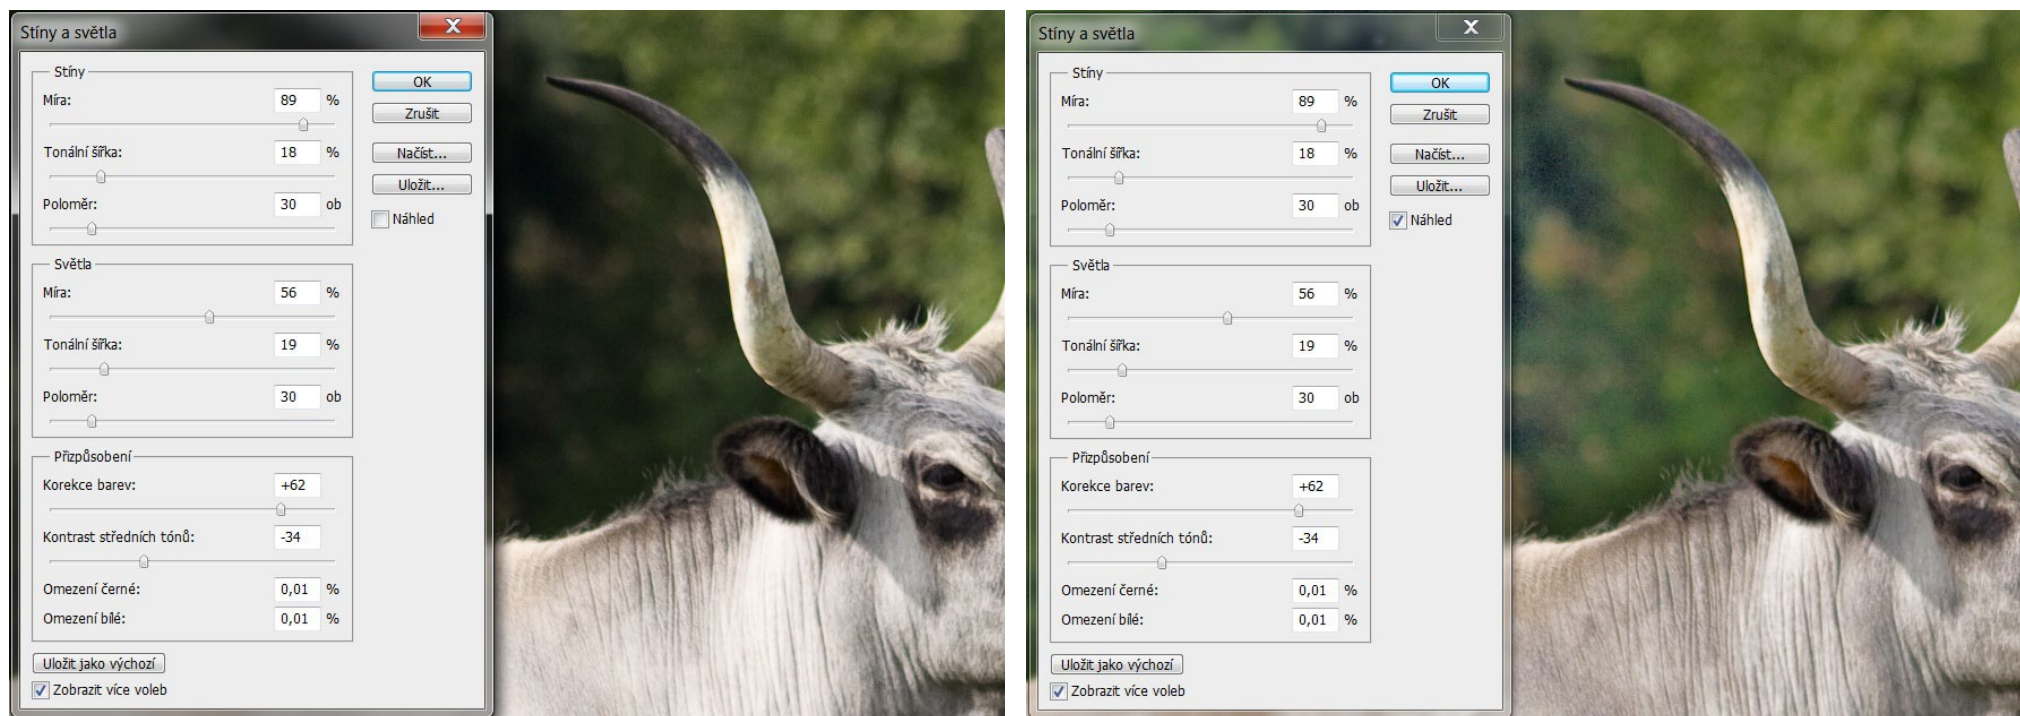 Stíny a světla
X
Stíny
Míra: 89 %
Tonální šířka: 18 %
Poloměr: 30 ob
Světla
Míra: 56 %
Tonální šířka: 19 %
Poloměr: 30 ob
Přizpůsobení
Korekce barev: +62
Kontrast středních tónů: -34
Omezení černé: 0,01 %
Omezení bílé: 0,01 %
Uložit jako výchozí
Zobrazit více voleb
OK
Zrušit
Načíst...
Uložit...
Náhled
Stíny a světla
X
Stíny
Míra: 89 %
Tonální šířka: 18 %
Poloměr: 30 ob
Světla
Míra: 56 %
Tonální šířka: 19 %
Poloměr: 30 ob
Přizpůsobení
Korekce barev: +62
Kontrast středních tónů: -34
Omezení černé: 0,01 %
Omezení bílé: 0,01 %
Uložit jako výchozí
Zobrazit více voleb
OK
Zrušit
Načíst...
Uložit...
Náhled